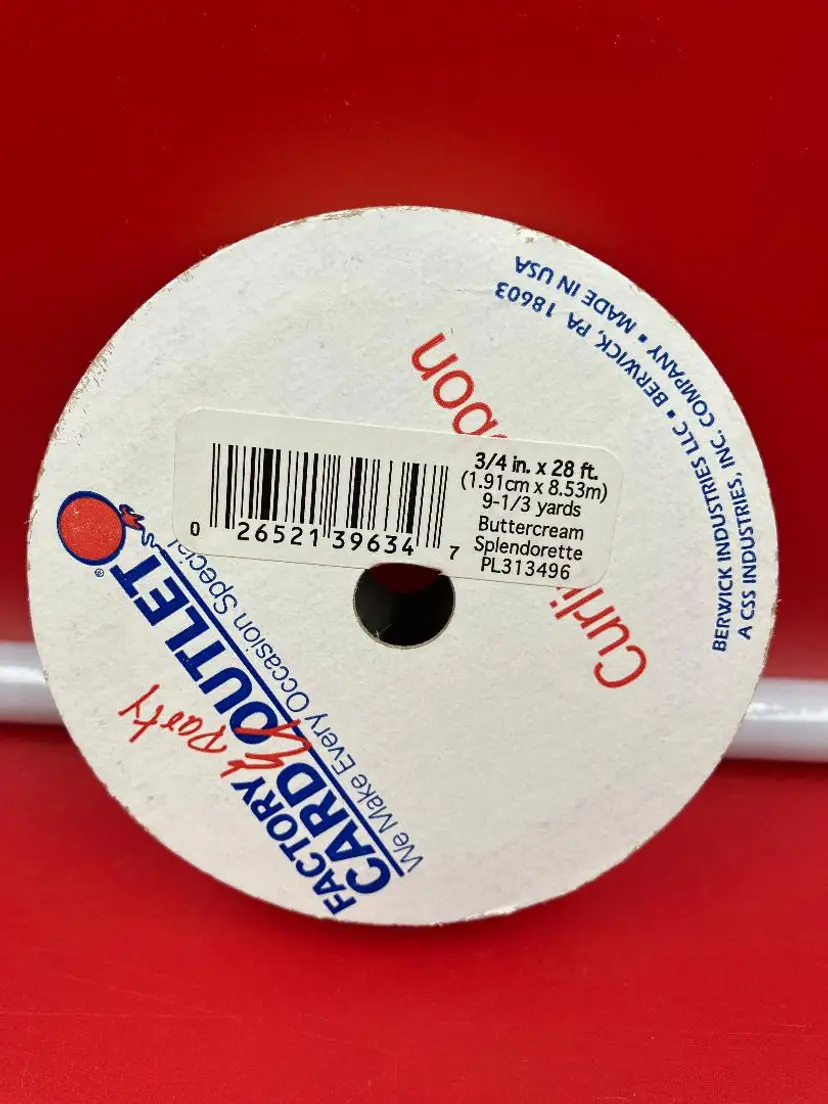 FACTORY
CARD OUTLET®
& Party
We Make Every Occasion Special
Curli
bon
0 26521 39634 7
3/4 in. x 28 ft.
(1.91cm x 8.53m)
9-1/3 yards
Buttercream
Splendorette
PL313496
BERWICK INDUSTRIES LLC • BERWICK, PA 18603
A CSS INDUSTRIES, INC. COMPANY • MADE IN USA